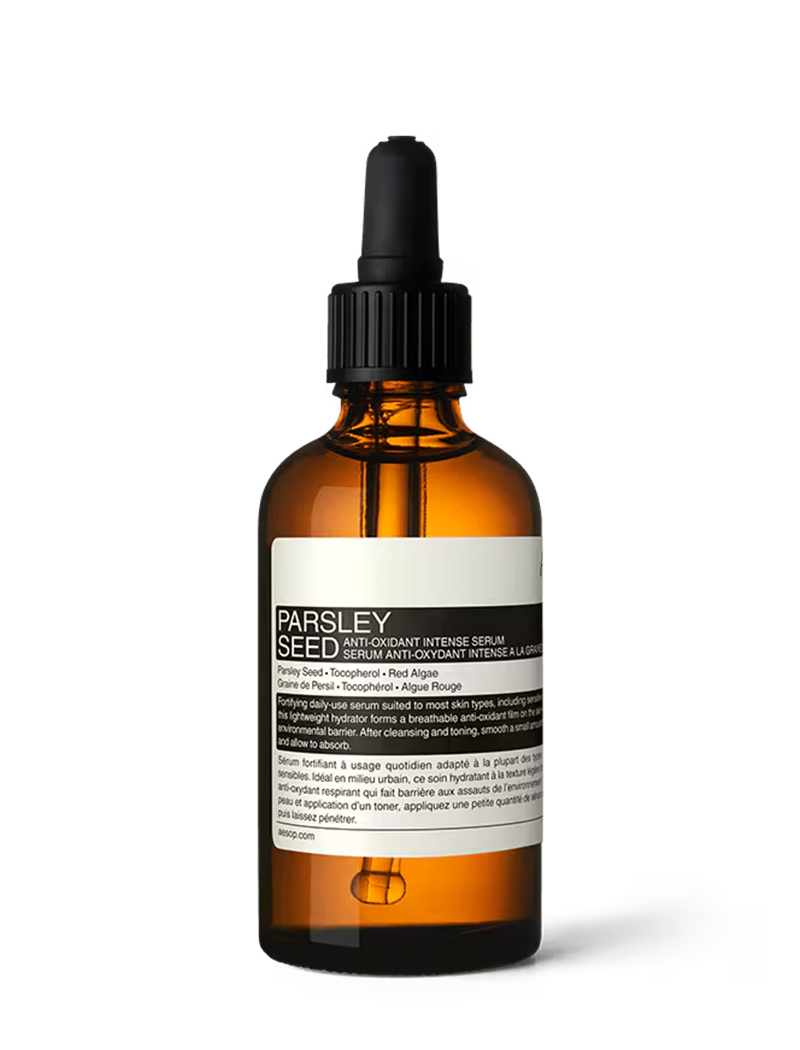 PARSLEY
SEED ANTI-OXIDANT INTENSE SERUM
SERUM ANTI-OXYDANT INTENSE A LA
Parsley Seed • Tocopherol • Red Algae
Graine de Persil • Tocophérol • Algue Rouge
Fortifying daily-use serum suited to most skin types, including
this lightweight hydrator forms a breathable anti-oxidant film on the
environmental barrier. After cleansing and toning, smooth a small
and allow to absorb.
Sérum fortifiant à usage quotidien adapté à la plupart des
sensibles. Idéal en milieu urbain, ce soin hydratant à la texture
anti-oxydant respirant qui fait barrière aux assauts de
peau et application d'un toner, appliquez une petite quantité de
puis laissez pénétrer.
aesop.com